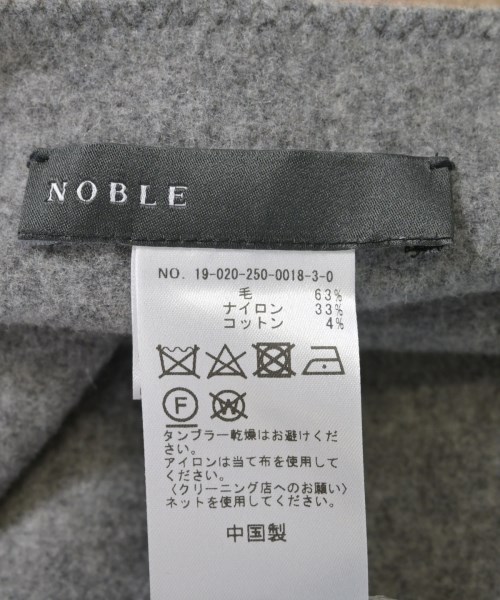 NOBLE
NO. 19-020-250-0018-3-0
毛 63%
ナイロン 33%
コットン 4%
F W
タンブラー乾燥はお避けくだ
さい。
アイロンは当て布を使用して
ください。
〈クリーニング店へのお願い〉
ネットを使用してください。
中国製